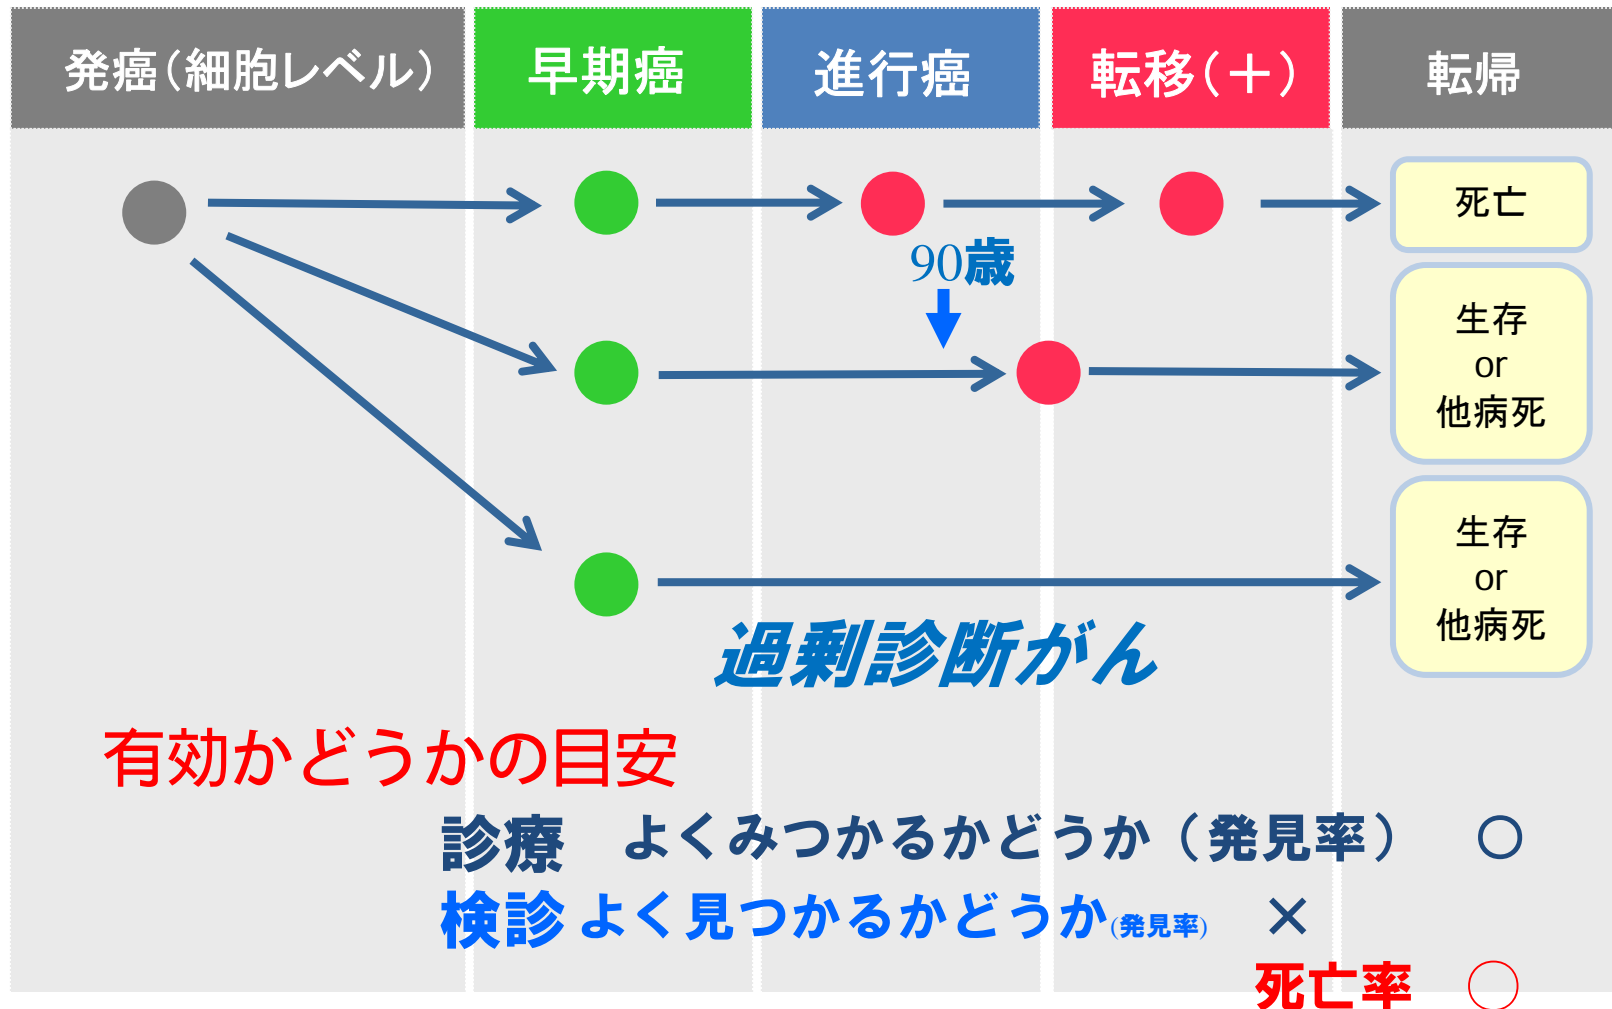 発癌（細胞レベル）
早期癌
進行癌
転移（＋）
転帰
死亡
90歳
生存
or
他病死
生存
or
他病死
過剰診断がん
有効かどうかの目安
診療　よくみつかるかどうか（発見率）　○
検診 よく見つかるかどうか(発見率)　×
死亡率　○